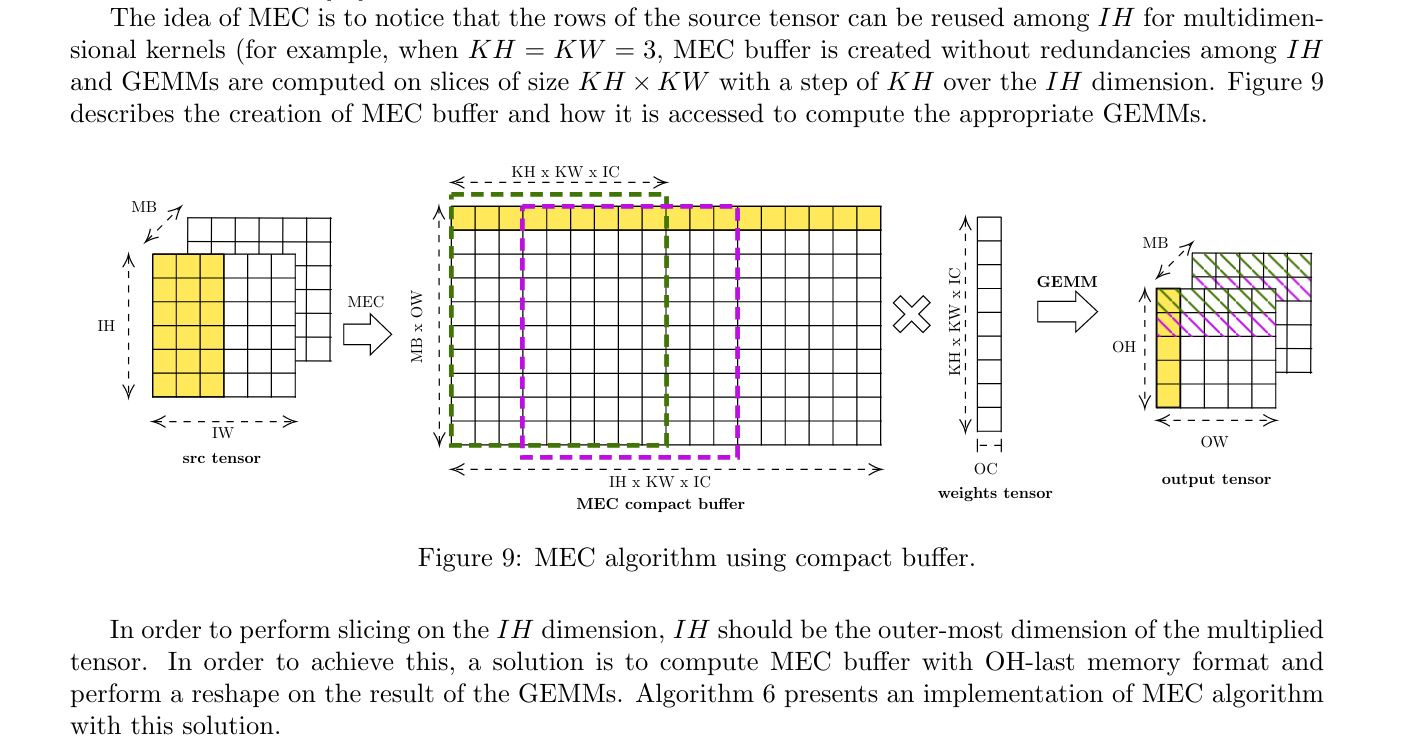 The idea of MEC is to notice that the rows of the source tensor can be reused among IH for multidimen-
sional kernels (for example, when KH = KW = 3, MEC buffer is created without redundancies among IH
and GEMMs are computed on slices of size KH × KW with a step of KH over the IH dimension. Figure 9
describes the creation of MEC buffer and how it is accessed to compute the appropriate GEMMs.
MB
IH
IW
src tensor
MEC
KH x KW x IC
MB x OW
IH x KW x IC
MEC compact buffer
KH x KW x IC
OC
weights tensor
GEMM
MB
OH
OW
output tensor
Figure 9: MEC algorithm using compact buffer.
In order to perform slicing on the IH dimension, IH should be the outer-most dimension of the multiplied
tensor. In order to achieve this, a solution is to compute MEC buffer with OH-last memory format and
perform a reshape on the result of the GEMMs. Algorithm 6 presents an implementation of MEC algorithm
with this solution.